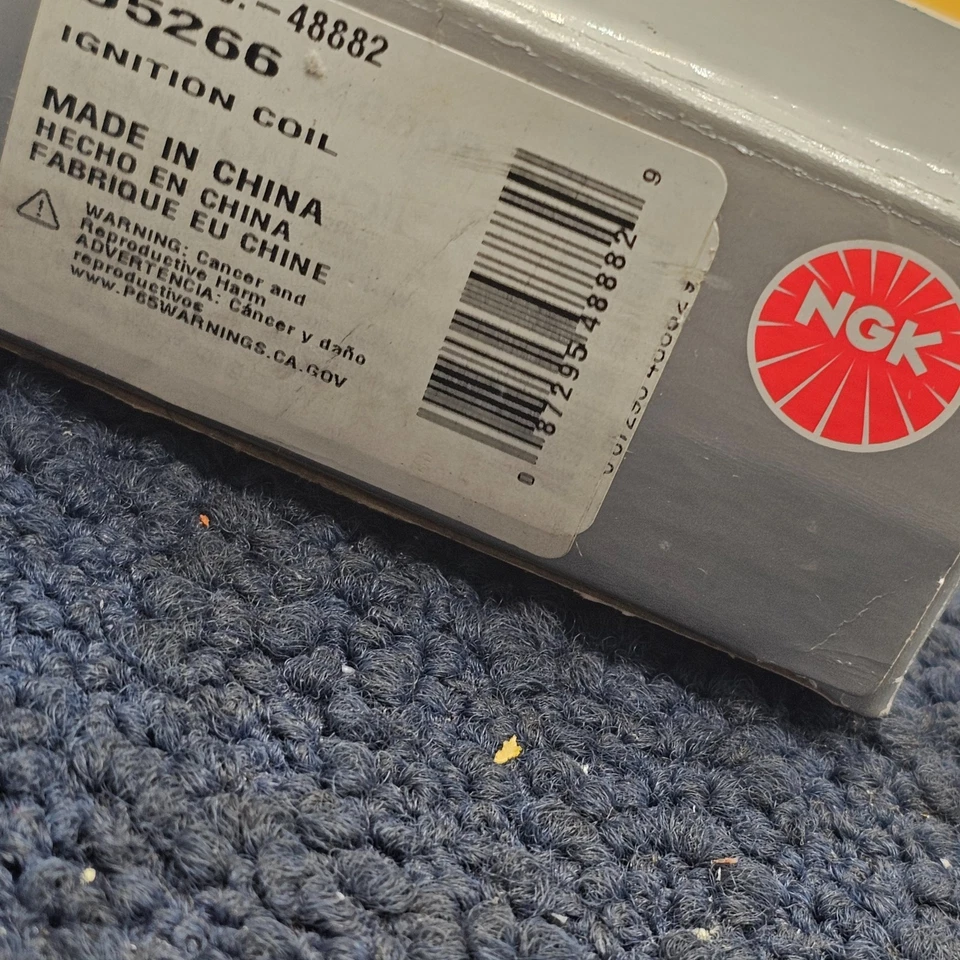 -48882
5266
IGNITION COIL
MADE IN CHINA
HECHO EN CHINA
FABRIQUE EU CHINE
WARNING: Cancer and
Reproductive Harm
ADVERTENCIA: Cáncer y daño
reproductivos
www.P65WARNINGS.CA.GOV
0 87295 48882 9
NGK